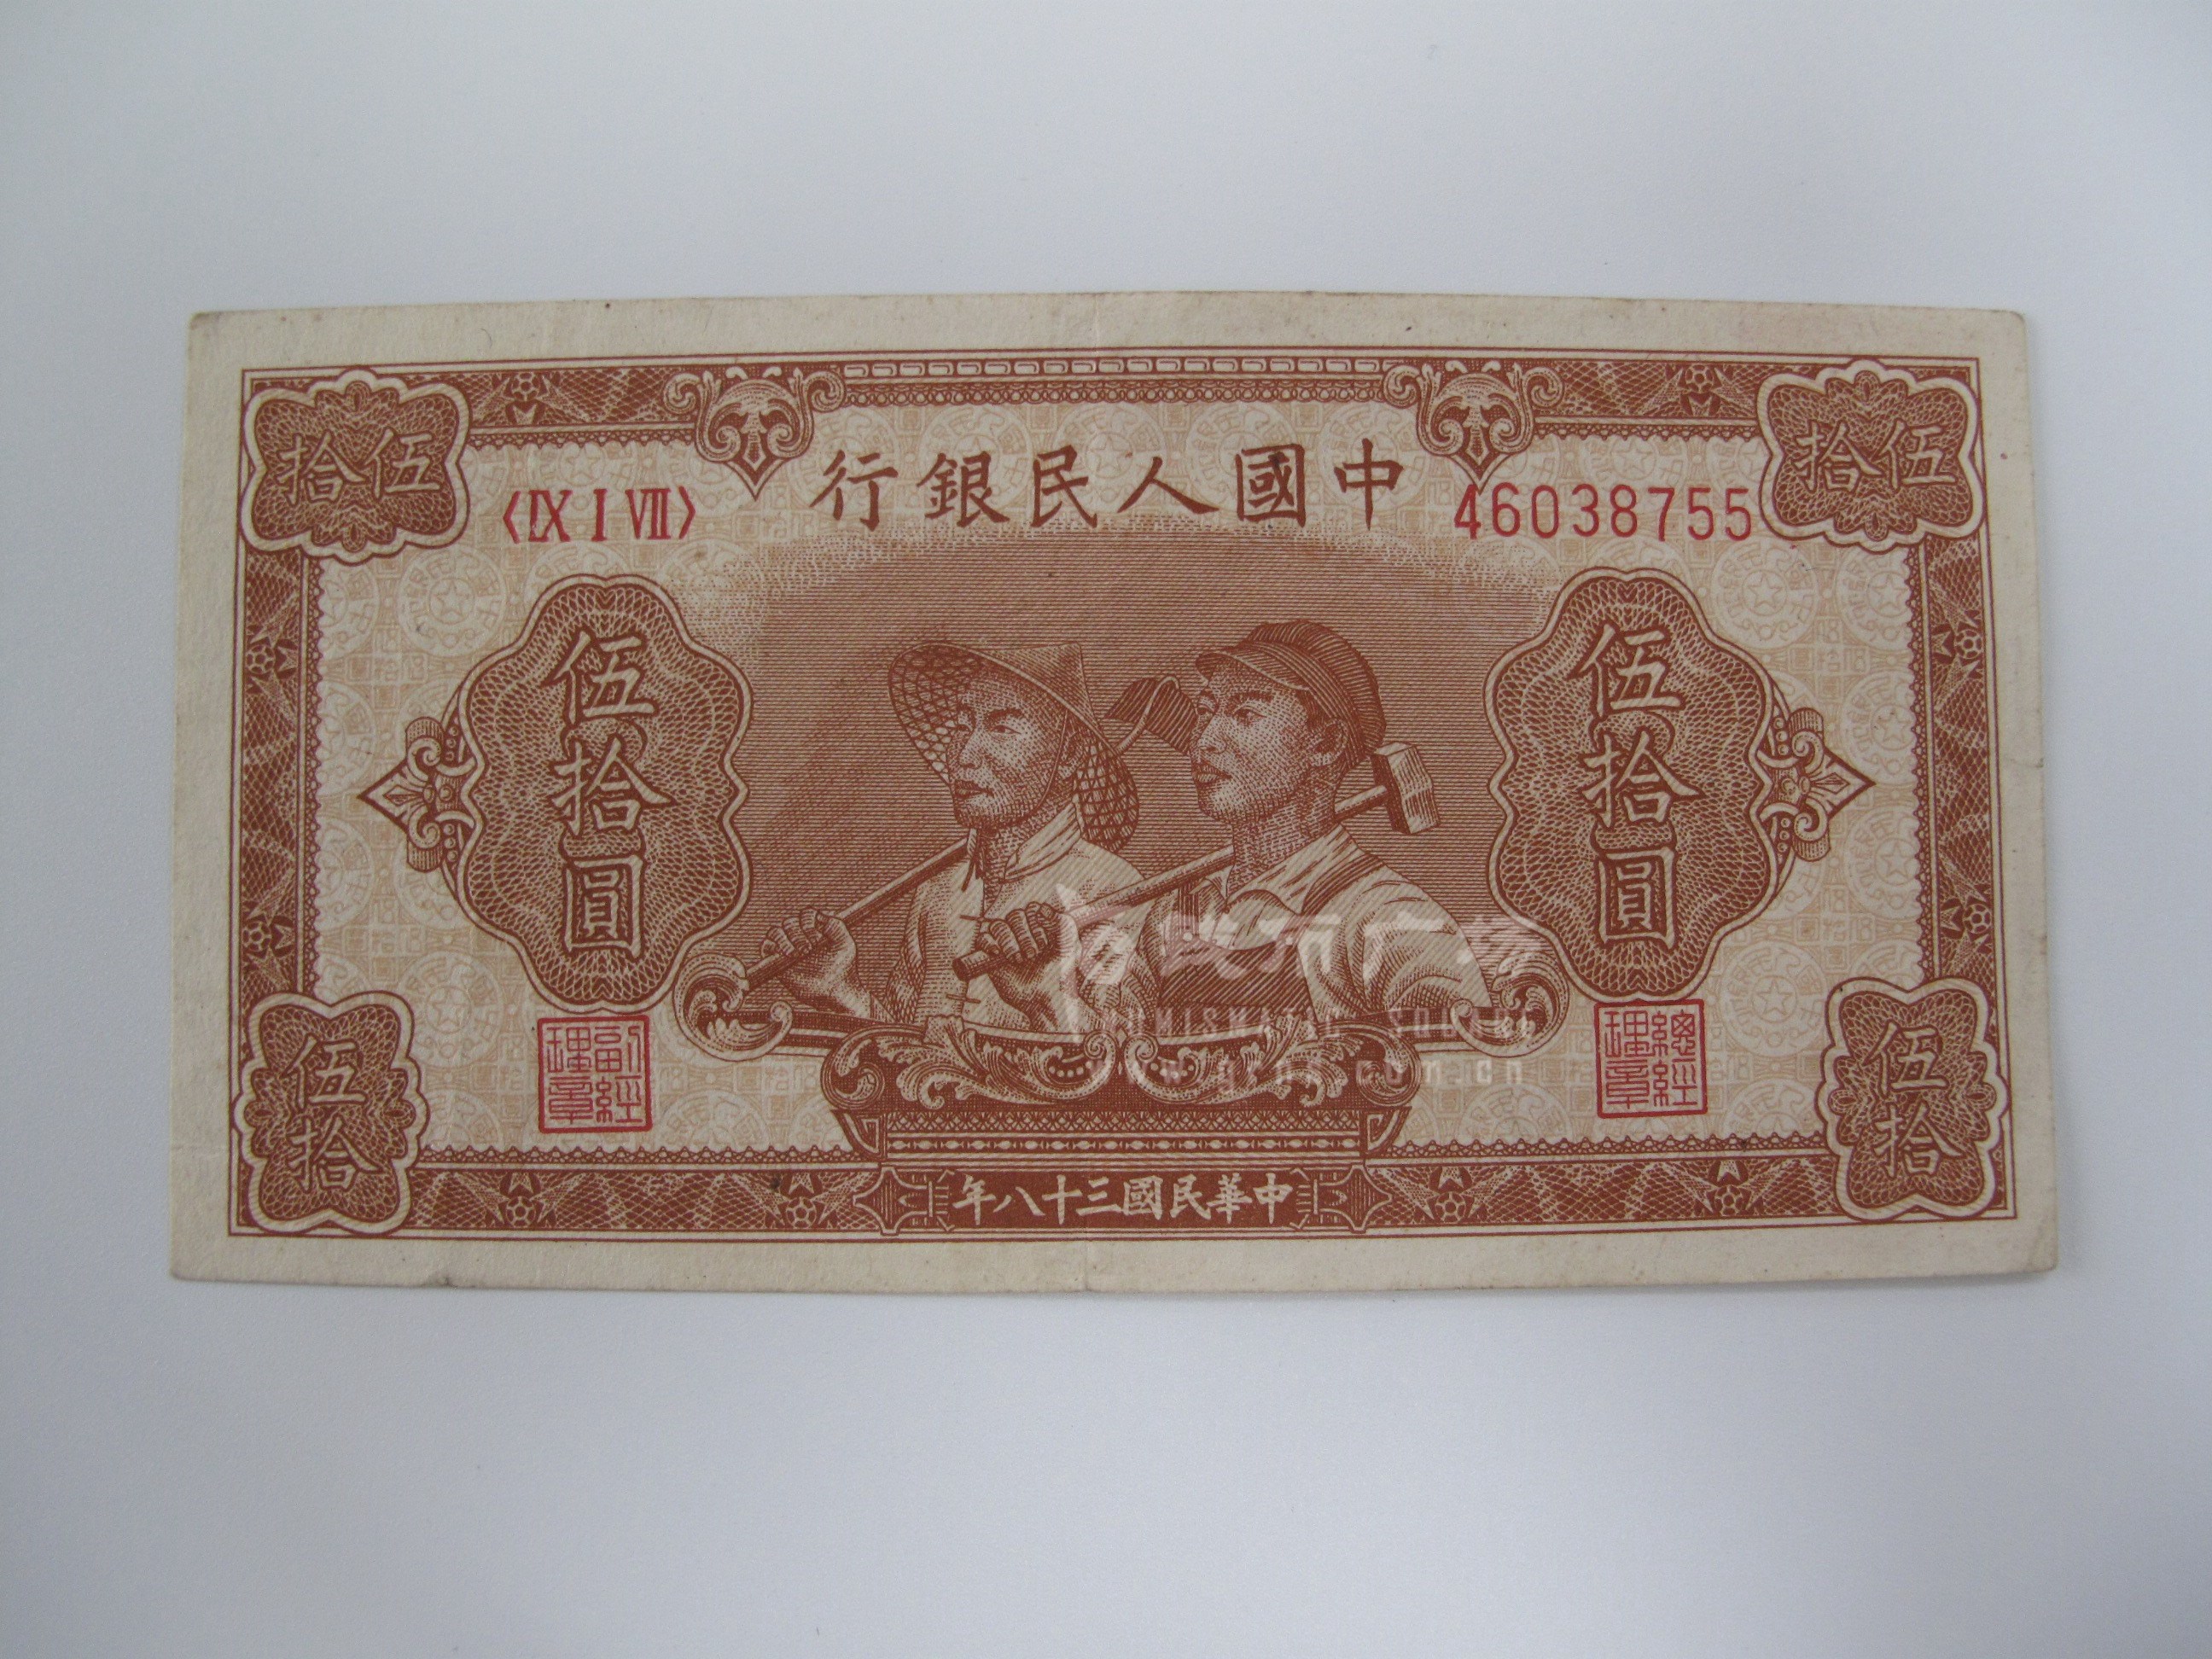 中國人民銀行
〈IX I VIII〉
46038755
伍拾
伍拾
伍拾圓
伍拾圓
副經理章
總經理章
伍拾
伍拾
中華民國三十八年